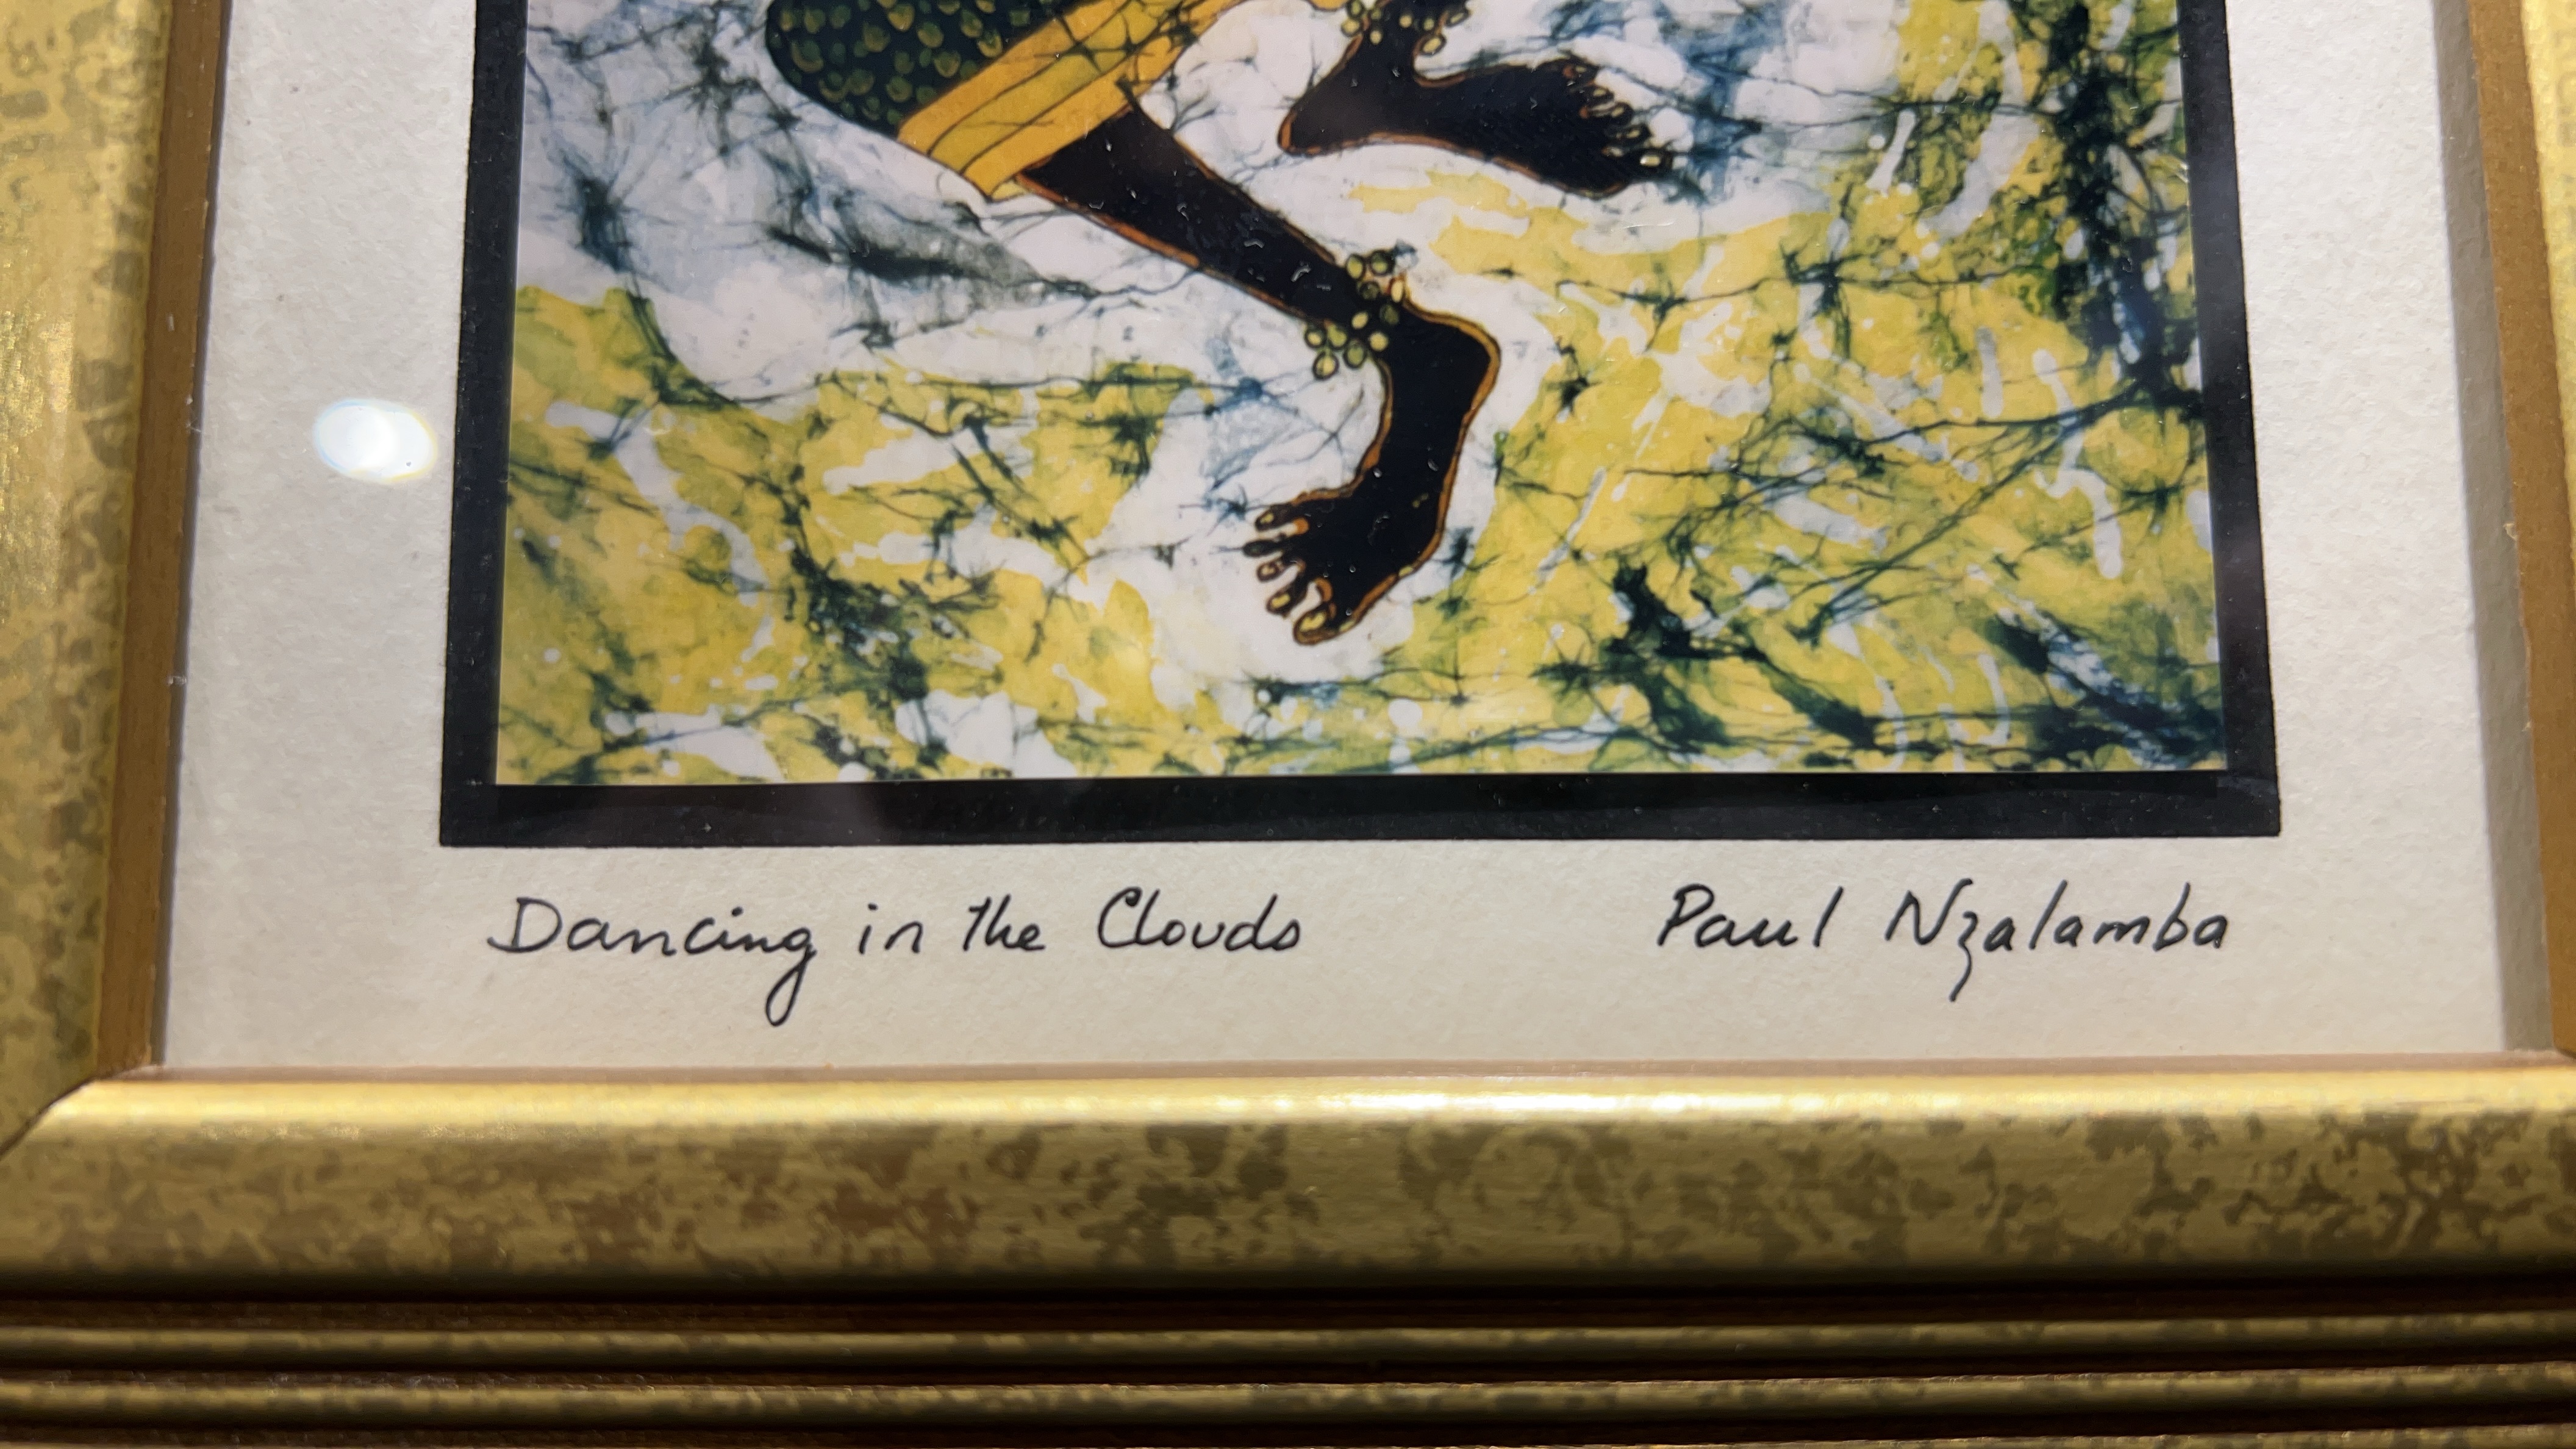 Dancing in the Clouds Paul Nzalamba